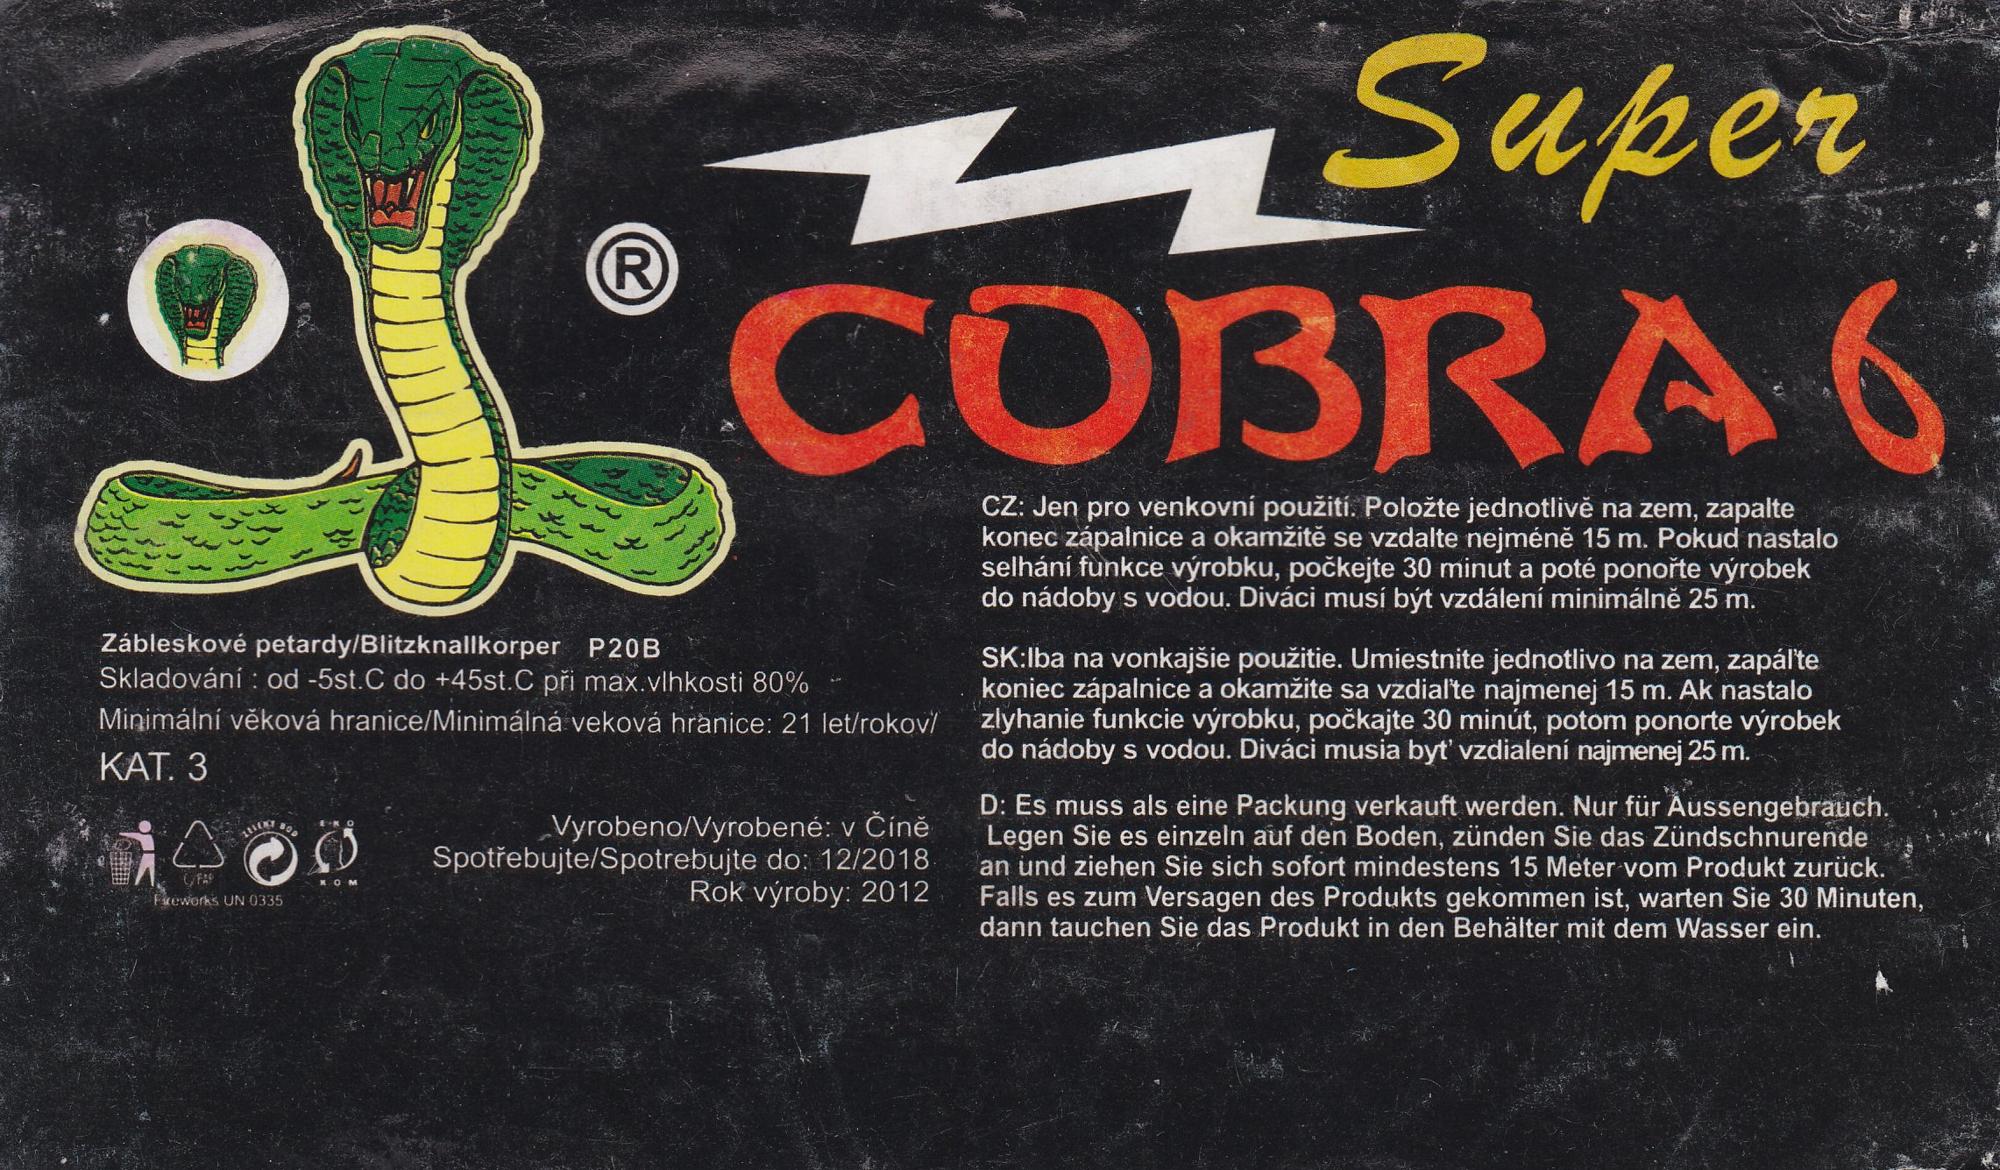 Super
®
COBRA 6
Zábleskové petardy/Blitzknallkorper P20B
Skladování : od -5st.C do +45st.C při max.vlhkosti 80%
Minimální věková hranice/Minimálná veková hranice: 21 let/rokov/
KAT. 3
ZELENÝ BOD
EKO
KOM
Fireworks UN 0335
Vyrobeno/Vyrobené: v Číně
Spotřebujte/Spotrebujte do: 12/2018
Rok výroby: 2012
CZ: Jen pro venkovní použití. Položte jednotlivě na zem, zapalte
konec zápalnice a okamžitě se vzdalte nejméně 15 m. Pokud nastalo
selhání funkce výrobku, počkejte 30 minut a poté ponořte výrobek
do nádoby s vodou. Diváci musí být vzdálení minimálně 25 m.
SK:Iba na vonkajšie použitie. Umiestnite jednotlivo na zem, zapáľte
koniec zápalnice a okamžite sa vzdiaľte najmenej 15 m. Ak nastalo
zlyhanie funkcie výrobku, počkajte 30 minút, potom ponorte výrobek
do nádoby s vodou. Diváci musia byť vzdialení najmenej 25 m.
D: Es muss als eine Packung verkauft werden. Nur für Aussengebrauch.
Legen Sie es einzeln auf den Boden, zünden Sie das Zündschnurende
an und ziehen Sie sich sofort mindestens 15 Meter vom Produkt zurück.
Falls es zum Versagen des Produkts gekommen ist, warten Sie 30 Minuten,
dann tauchen Sie das Produkt in den Behälter mit dem Wasser ein.